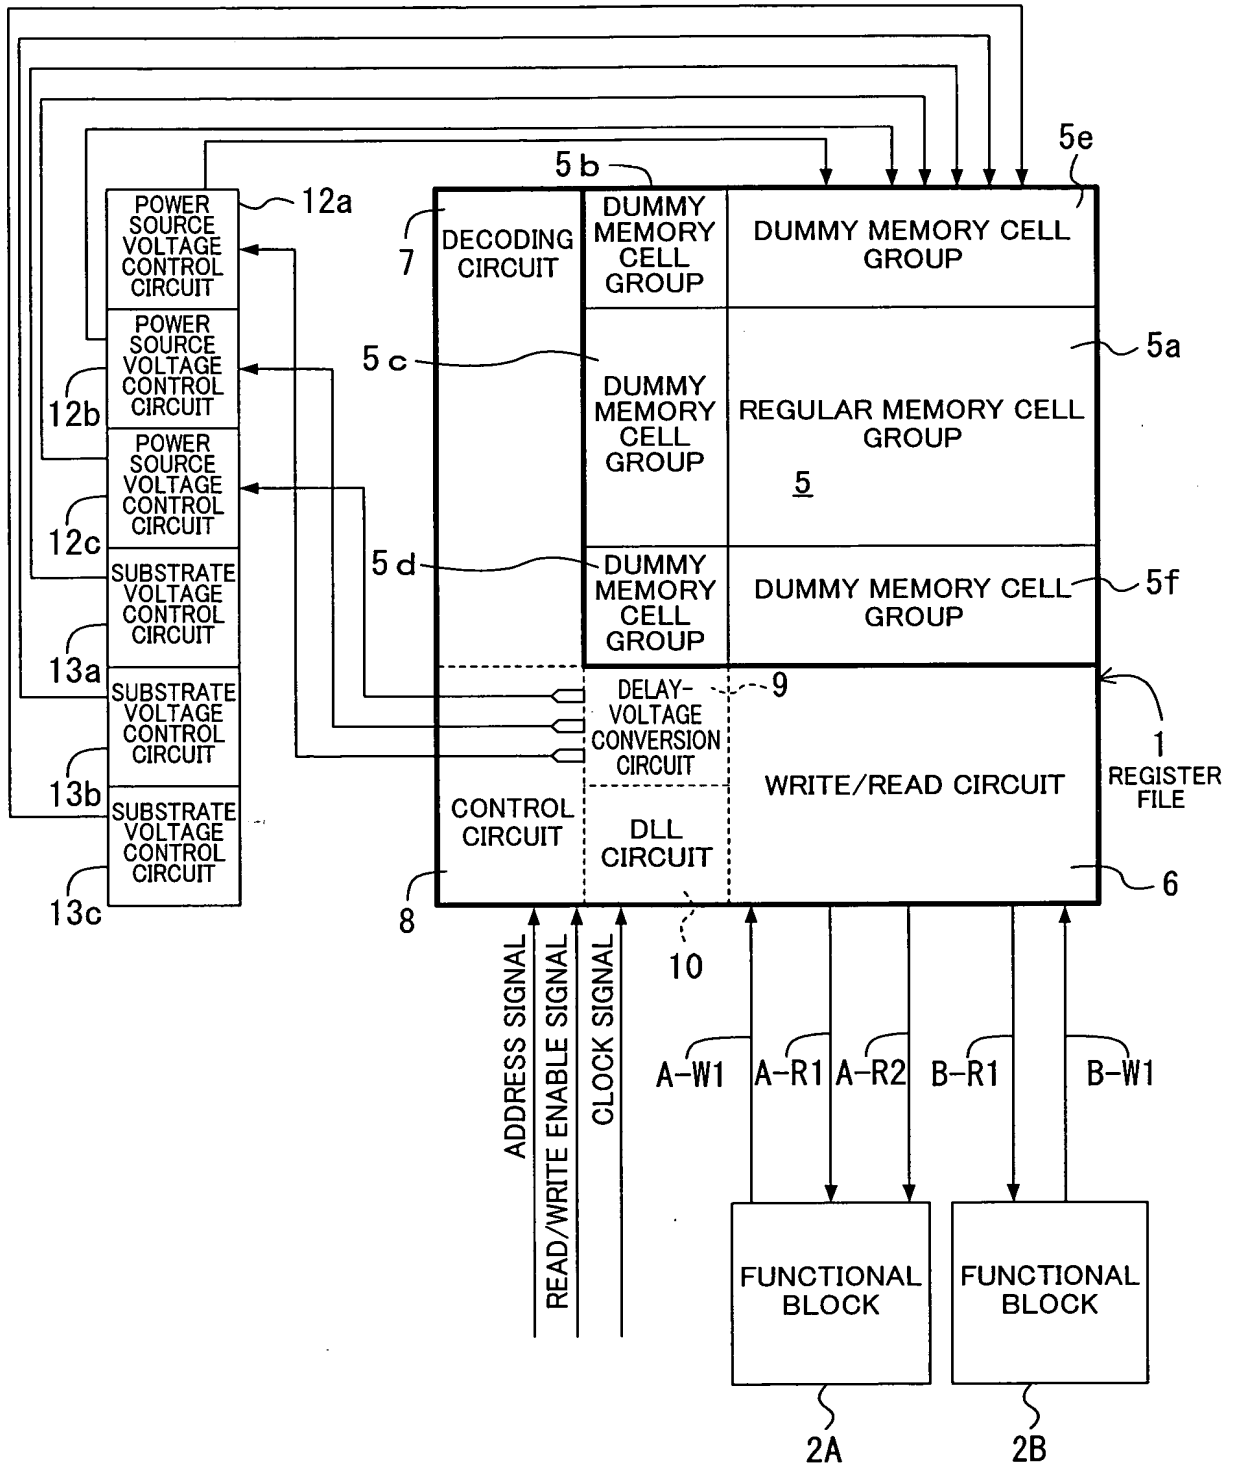 5b
5e
POWER
SOURCE
VOLTAGE
CONTROL
CIRCUIT
12a
7
DECODING
CIRCUIT
DUMMY
MEMORY
CELL
GROUP
DUMMY MEMORY CELL
GROUP
POWER
SOURCE
VOLTAGE
CONTROL
CIRCUIT
12b
5c
DUMMY
MEMORY
CELL
GROUP
REGULAR MEMORY CELL
GROUP
5
5a
POWER
SOURCE
VOLTAGE
CONTROL
CIRCUIT
12c
5d
DUMMY
MEMORY
CELL
GROUP
DUMMY MEMORY CELL
GROUP
5f
SUBSTRATE
VOLTAGE
CONTROL
CIRCUIT
13a
SUBSTRATE
VOLTAGE
CONTROL
CIRCUIT
13b
DELAY-
VOLTAGE
CONVERSION
CIRCUIT
9
WRITE/READ CIRCUIT
1
REGISTER
FILE
SUBSTRATE
VOLTAGE
CONTROL
CIRCUIT
13c
CONTROL
CIRCUIT
8
DLL
CIRCUIT
10
6
ADDRESS SIGNAL
READ/WRITE ENABLE SIGNAL
CLOCK SIGNAL
A-W1
A-R1
A-R2
B-R1
B-W1
FUNCTIONAL
BLOCK
FUNCTIONAL
BLOCK
2A
2B